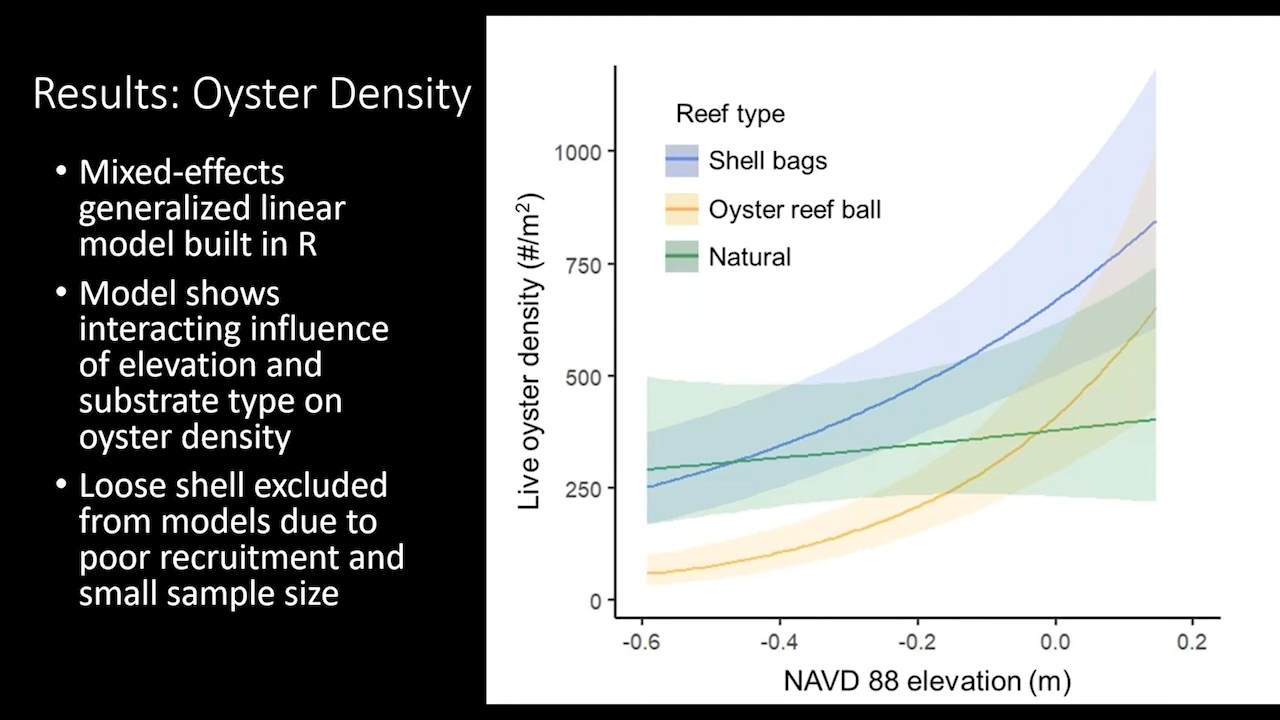 Results: Oyster Density
• Mixed-effects
generalized linear
model built in R
• Model shows
interacting influence
of elevation and
substrate type on
oyster density
• Loose shell excluded
from models due to
poor recruitment and
small sample size
Live oyster density (#/m²)
1000
750
500
250
0
Reef type
Shell bags
Oyster reef ball
Natural
-0.6 -0.4 -0.2 0.0 0.2
NAVD 88 elevation (m)